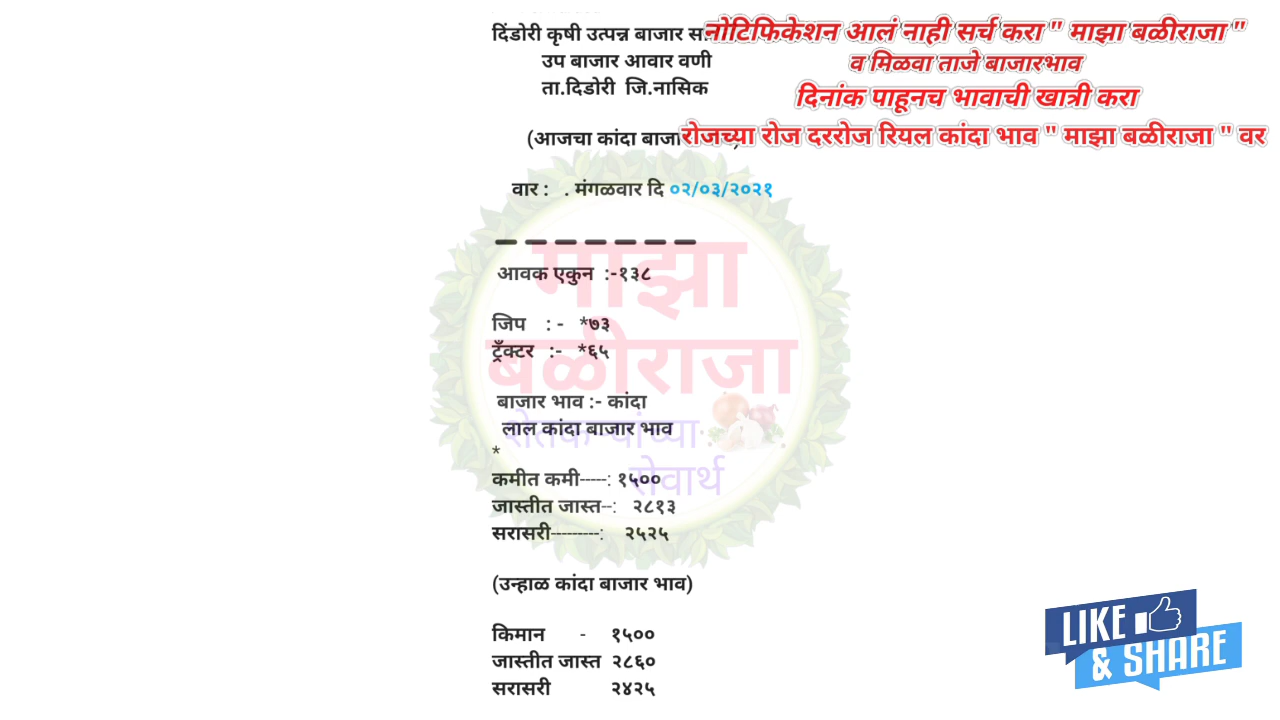 दिंडोरी कृषी उत्पन्न बाजार स.
उप बाजार आवार वणी
ता.दिडोरी जि.नासिक
नोटिफिकेशन आलं नाही सर्च करा " माझा बळीराजा "
व मिळवा ताजे बाजारभाव
दिनांक पाहूनच भावाची खात्री करा
रोजच्या रोज दररोज रियल कांदा भाव " माझा बळीराजा " वर
(आजचा कांदा
वार : . मंगळवार दि ०२/०३/२०२१
आवक एकुन :-१३८
जिप : - *७३
ट्रॅंक्टर :- *६५
बाजार भाव :- कांदा
लाल कांदा बाजार भाव
*
कमीत कमी-----: १५००
जास्तीत जास्त--: २८१३
सरासरी---------: २५२५
(उन्हाळ कांदा बाजार भाव)
किमान - १५००
जास्तीत जास्त २८६०
सरासरी २४२५
माझा
बळीराजा
शेतकऱ्यांच्या
सेवार्थ
LIKE
& SHARE